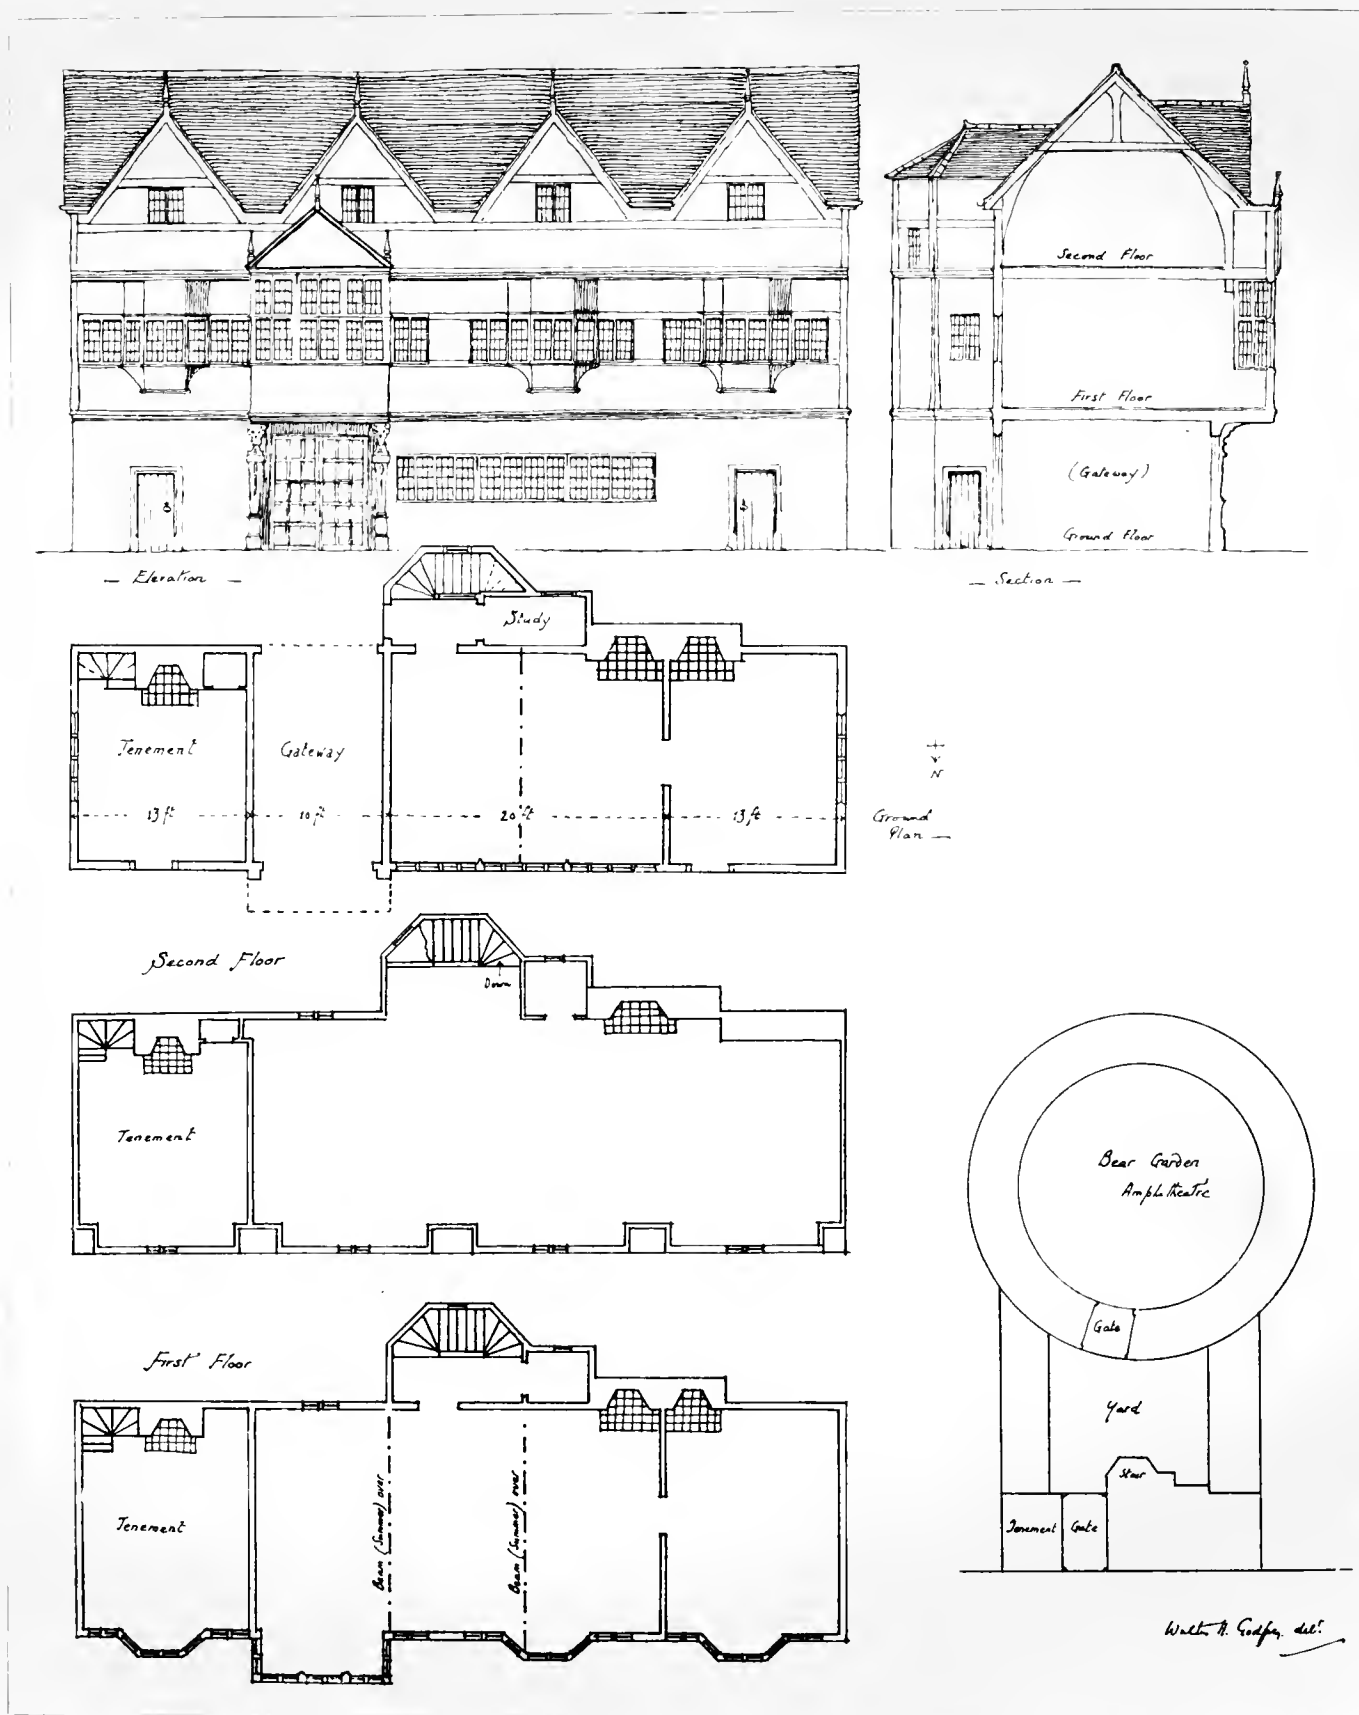 Second Floor
First Floor
(Gateway)
Ground Floor
— Elevation —
— Section —
Study
Tenement
Gateway
13 ft
10 ft
20 ft
13 ft
N
Ground
Plan —
Second Floor
Down
Tenement
Bear Garden
Amphitheatre
Gate
First Floor
Yard
Stair
Beam (Summer) over
Beam (Summer) over
Tenement
Tenement
Gate
Walter H. Godfrey. delt.